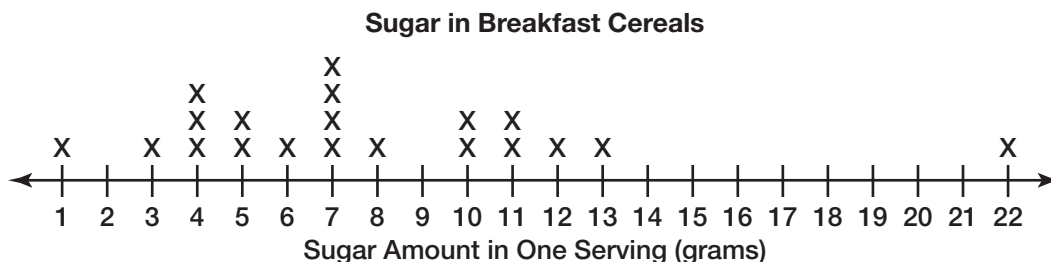 Sugar in Breakfast Cereals
X
X X
X X X X X
X X X X X X X X X X X X
1 2 3 4 5 6 7 8 9 10 11 12 13 14 15 16 17 18 19 20 21 22
Sugar Amount in One Serving (grams)